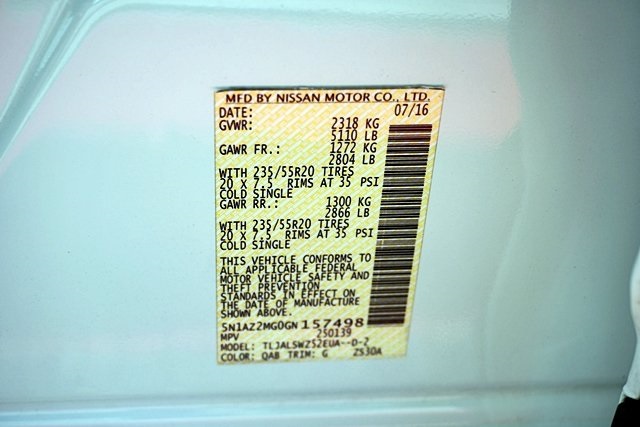 MFD BY NISSAN MOTOR CO., LTD.
DATE: 07/16
GVWR: 2318 KG
5110 LB
GAWR FR.: 1272 KG
2804 LB
WITH 235/55R20 TIRES
20 X 7.5 RIMS AT 35 PSI
COLD SINGLE
GAWR RR.: 1300 KG
2866 LB
WITH 235/55R20 TIRES
20 X 7.5 RIMS AT 35 PSI
COLD SINGLE
THIS VEHICLE CONFORMS TO
ALL APPLICABLE FEDERAL
MOTOR VEHICLE SAFETY AND
THEFT PREVENTION
STANDARDS IN EFFECT ON
THE DATE OF MANUFACTURE
SHOWN ABOVE.
5N1AZ2MG0GN157498
MPV 250139
MODEL: TLJALSWZ52EUA--D-Z
COLOR: QAB TRIM: G Z530A